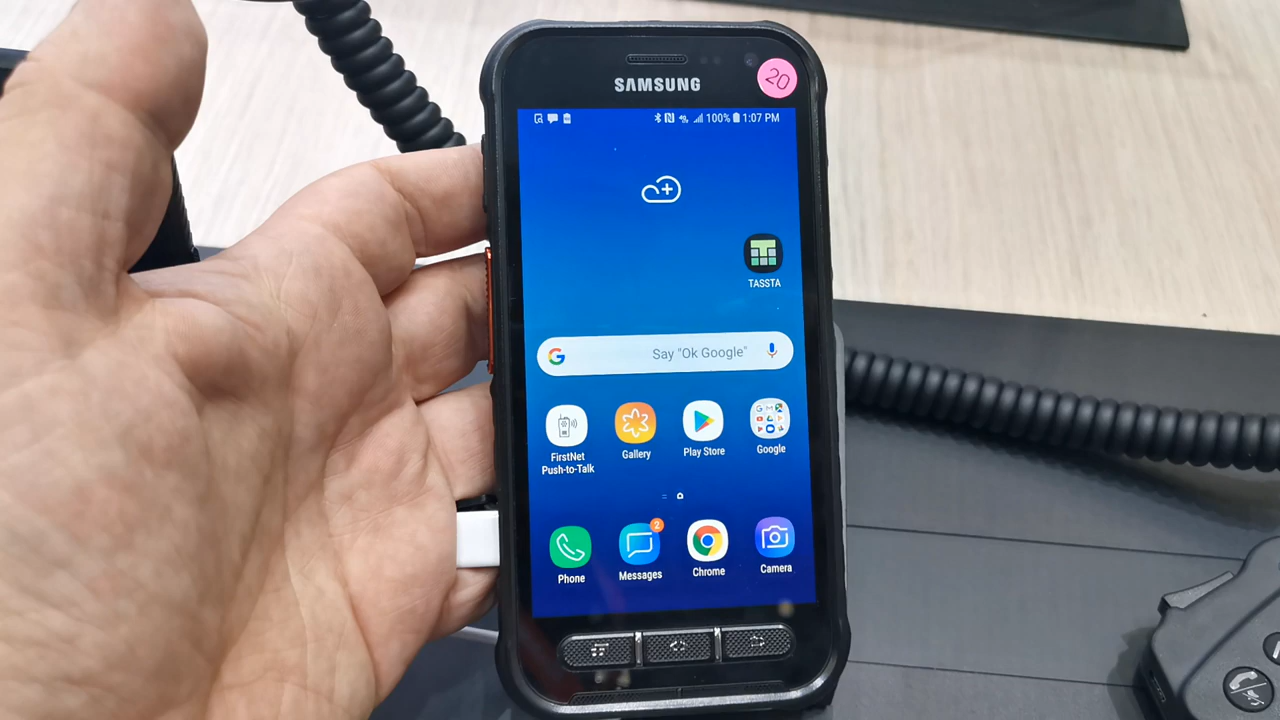 SAMSUNG
20
100% 1:07 PM
TASSTA
G Say "Ok Google"
FirstNet
Push-to-Talk
Gallery
Play Store
Google
2
Phone
Messages
Chrome
Camera